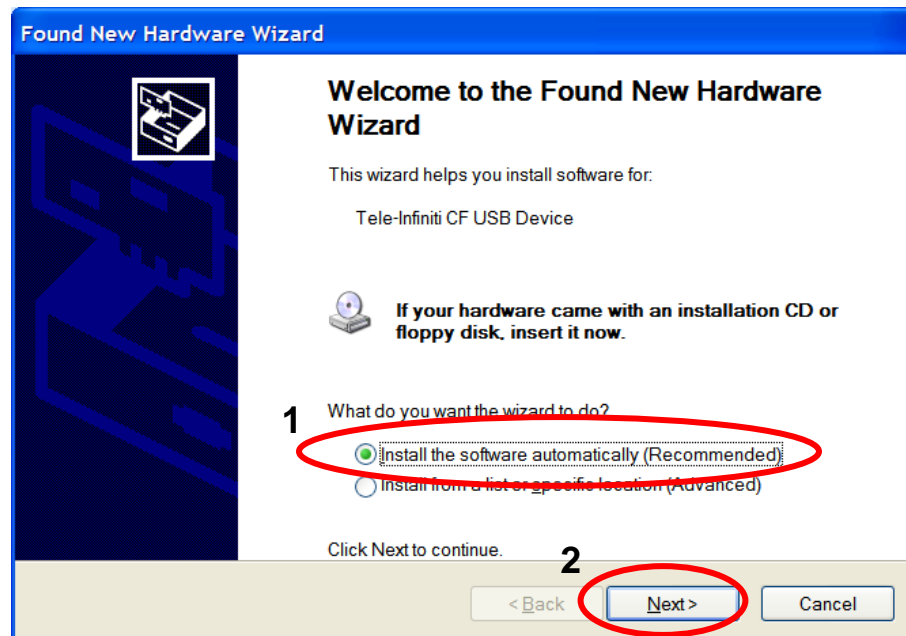 Found New Hardware Wizard
Welcome to the Found New Hardware
Wizard
This wizard helps you install software for:
Tele-Infiniti CF USB Device
If your hardware came with an installation CD or
floppy disk, insert it now.
What do you want the wizard to do?
1
Install the software automatically (Recommended)
Install from a list or specific location (Advanced)
Click Next to continue.
2
< Back
Next >
Cancel